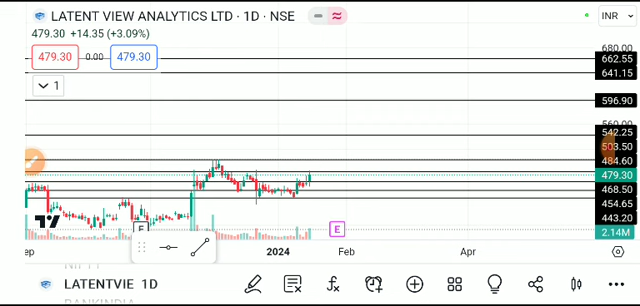 LATENT VIEW ANALYTICS LTD · 1D · NSE
INR
479.30 +14.35 (+3.09%)
680.00
479.30 0.00 479.30
662.55
641.15
1
596.90
560.00
542.25
503.50
484.60
479.30
468.50
454.65
443.20
2.14M
E
E
2024 Feb Apr
LATENTVIE 1D
BANKINDIA